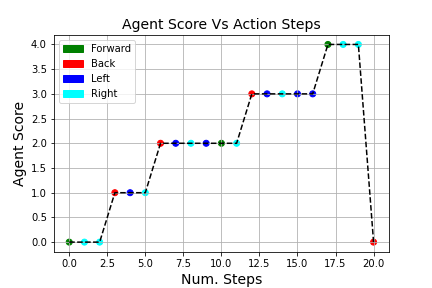 Agent Score Vs Action Steps
Agent Score
4.0
3.5
3.0
2.5
2.0
1.5
1.0
0.5
0.0
Forward
Back
Left
Right
0.0 2.5 5.0 7.5 10.0 12.5 15.0 17.5 20.0
Num. Steps